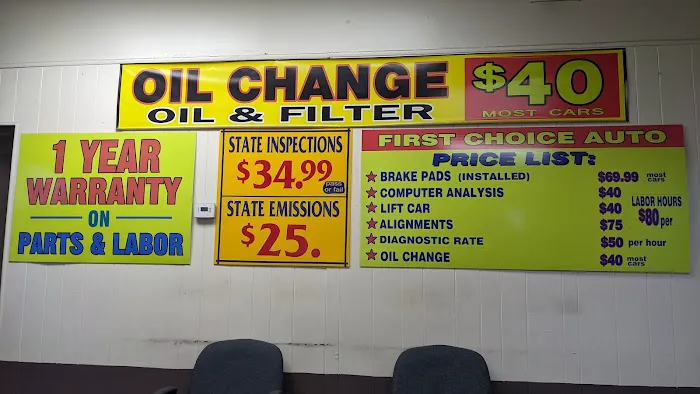 OIL CHANGE
OIL & FILTER
$40
MOST CARS
1 YEAR
WARRANTY
ON
PARTS & LABOR
STATE INSPECTIONS
$34.99
pass
or fail
STATE EMISSIONS
$25.
FIRST CHOICE AUTO
PRICE LIST:
BRAKE PADS (INSTALLED) $69.99 most cars
COMPUTER ANALYSIS $40
LIFT CAR $40
ALIGNMENTS $75
DIAGNOSTIC RATE $50 per hour
OIL CHANGE $40 most cars
LABOR HOURS
$80 per